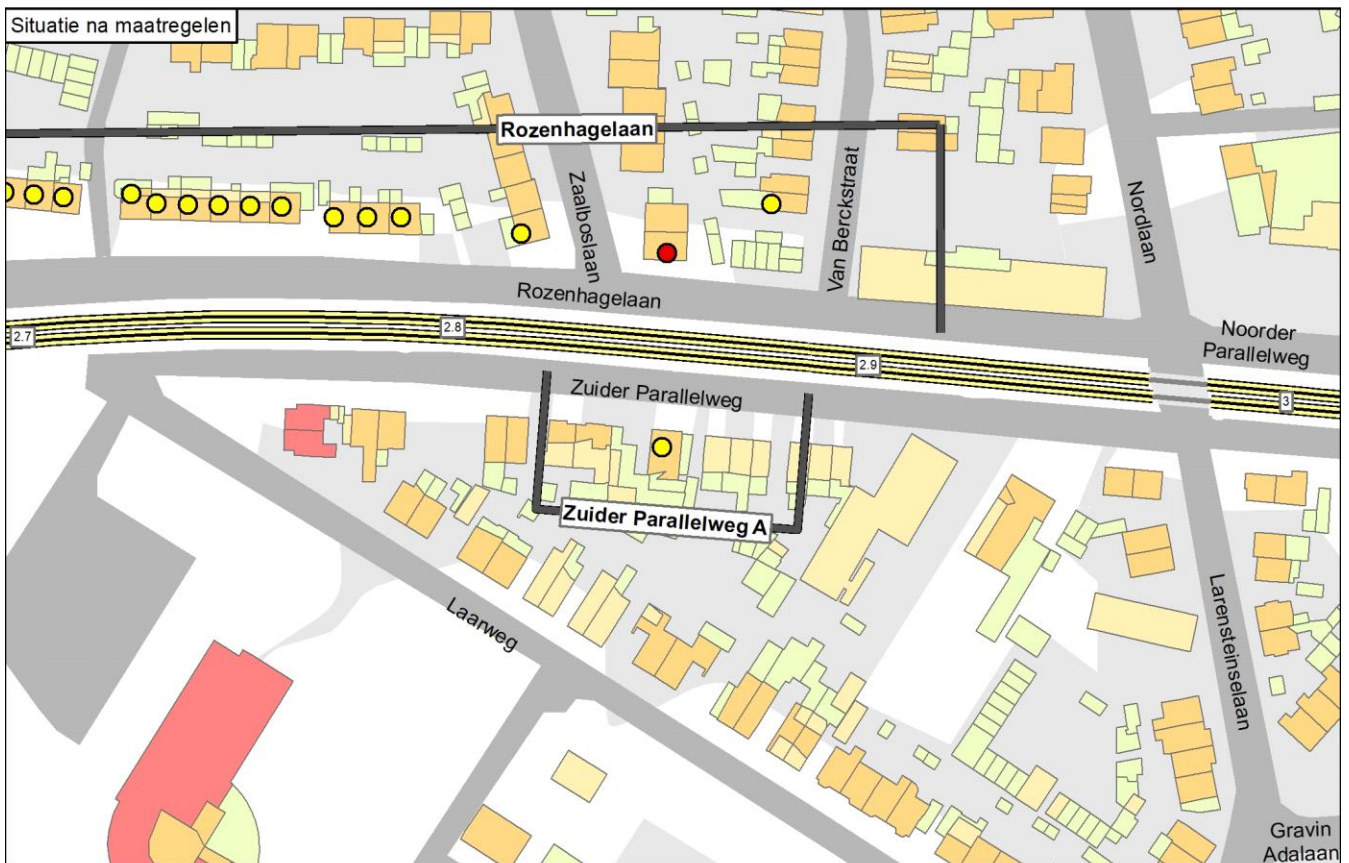 Situatie na maatregelen
Rozenhagelaan
Zaalboslaan
Van Berckstraat
Nordlaan
Rozenhagelaan
Noorder
Parallelweg
2.7
2.8
2.9
3
Zuider Parallelweg
Zuider Parallelweg A
Laarweg
Larensteinselaan
Gravin
Adalaan